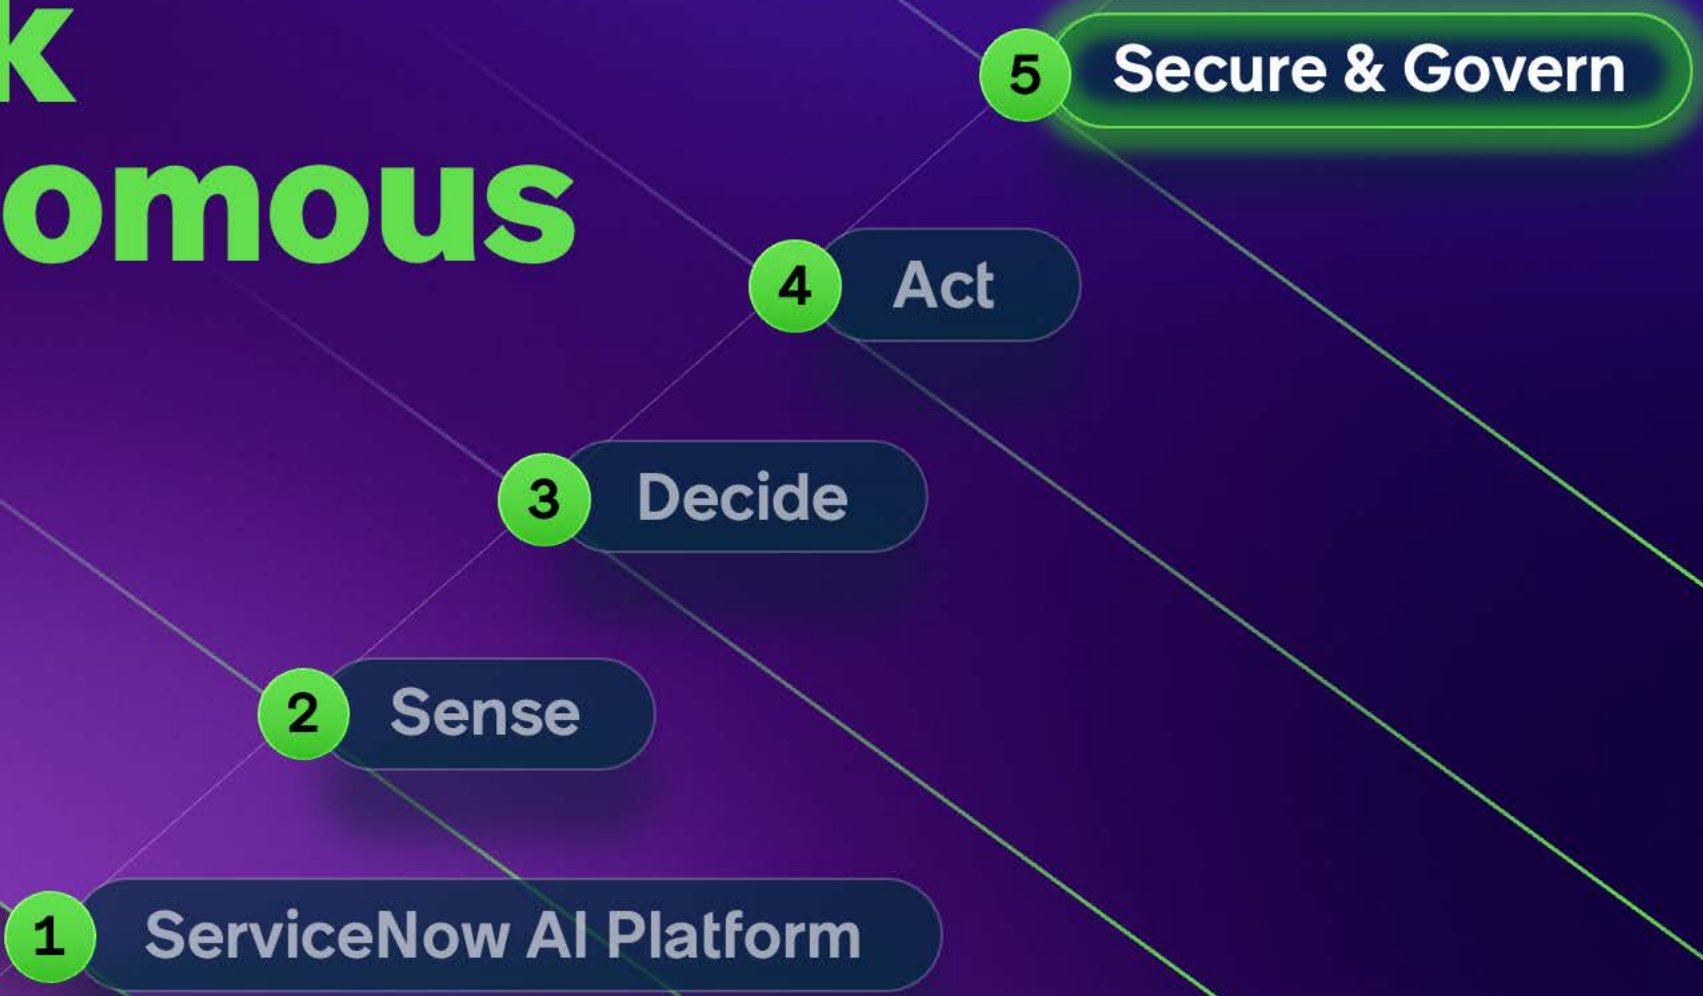 k
omous
5 Secure & Govern
4 Act
3 Decide
2 Sense
1 ServiceNow AI Platform